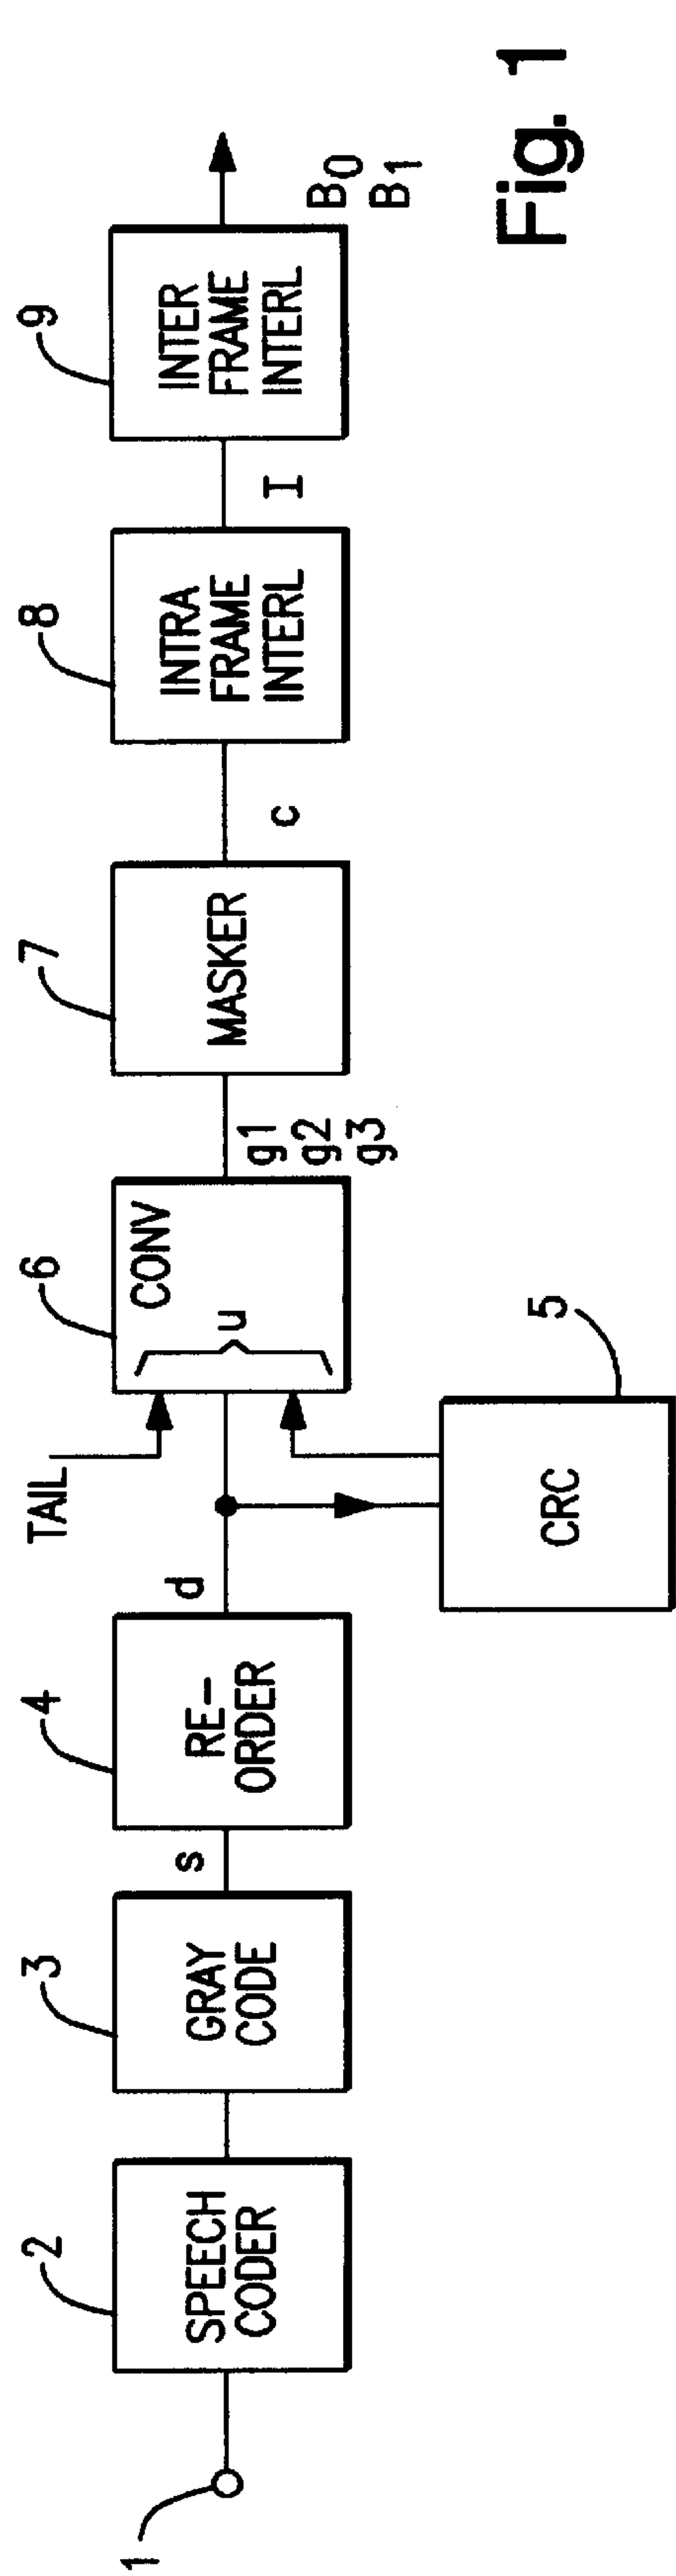 1
2
SPEECH
CODER
3
GRAY
CODE
s
4
RE-
ORDER
d
TAIL
5
CRC
6
CONV
u
g1
g2
g3
7
MASKER
c
8
INTRA
FRAME
INTERL
I
9
INTER
FRAME
INTERL
B0
B1
Fig. 1